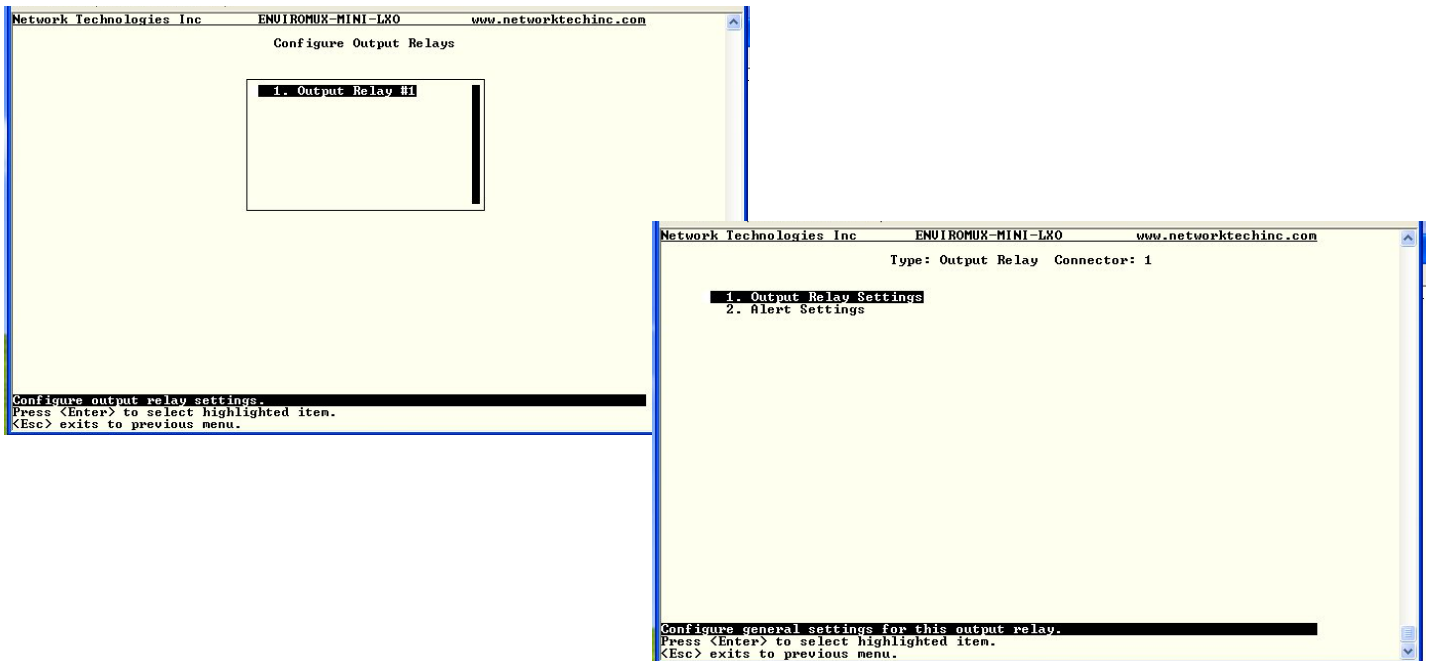 Network Technologies Inc ENVIROMUX-MINI-LXO www.networktechinc.com
Configure Output Relays
1. Output Relay #1
Configure output relay settings.
Press <Enter> to select highlighted item.
<Esc> exits to previous menu.
Network Technologies Inc ENVIROMUX-MINI-LXO www.networktechinc.com
Type: Output Relay Connector: 1
1. Output Relay Settings
2. Alert Settings
Configure general settings for this output relay.
Press <Enter> to select highlighted item.
<Esc> exits to previous menu.